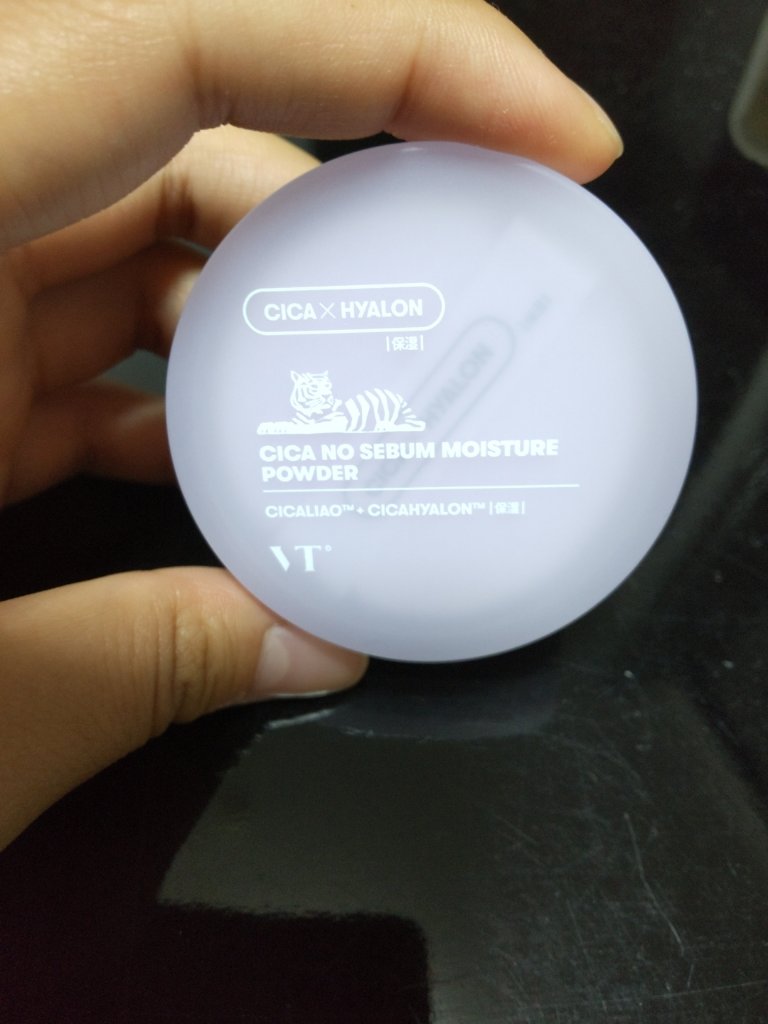 CICA X HYALON
|保湿|
CICA NO SEBUM MOISTURE
POWDER
CICALIAO™ + CICAHYALON™ |保湿|
VT°